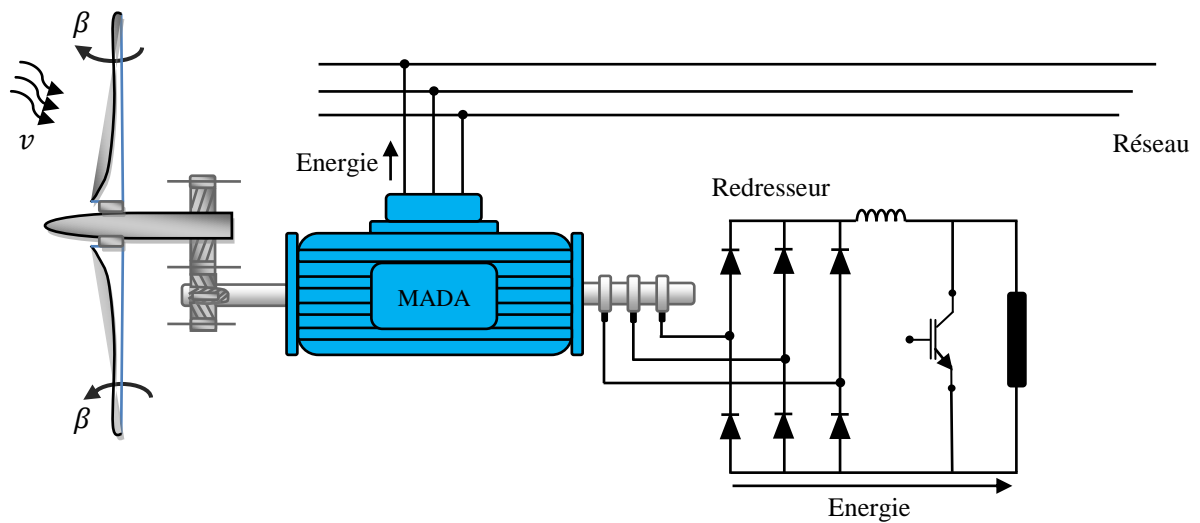 β
v
Energie
Réseau
Redresseur
MADA
β
Energie